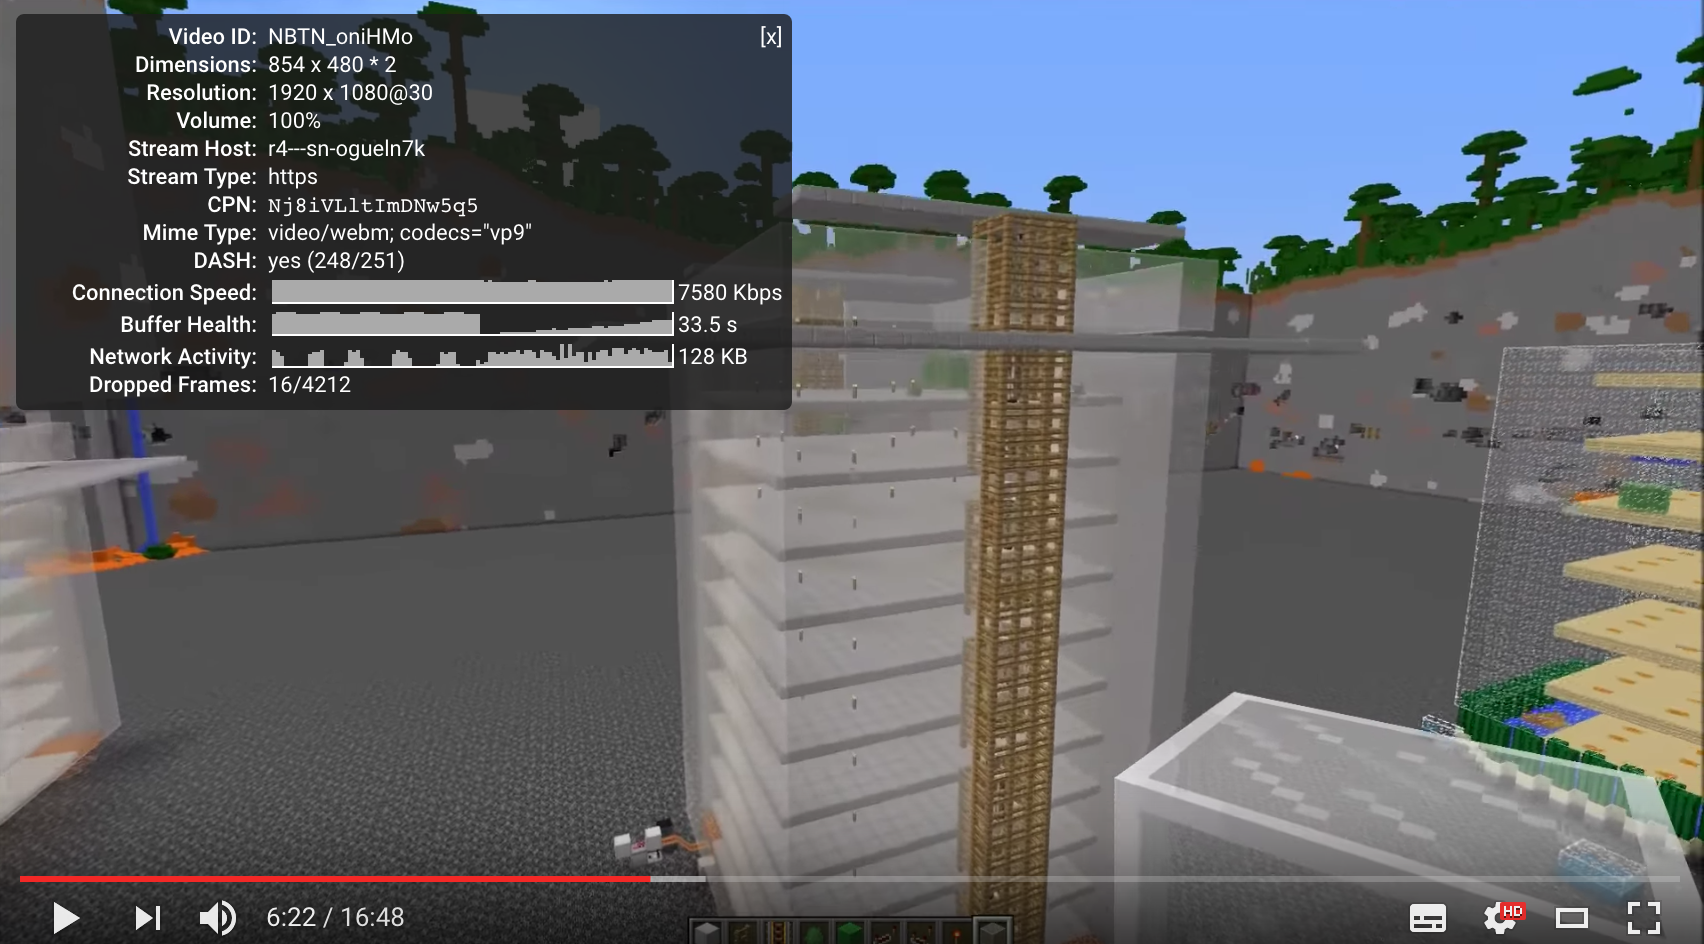 Video ID: NBTN_oniHMo [x]
Dimensions: 854 x 480 * 2
Resolution: 1920 x 1080@30
Volume: 100%
Stream Host: r4---sn-ogueln7k
Stream Type: https
CPN: Nj8iVLltImDNw5q5
Mime Type: video/webm; codecs="vp9"
DASH: yes (248/251)
Connection Speed: 7580 Kbps
Buffer Health: 33.5 s
Network Activity: 128 KB
Dropped Frames: 16/4212
6:22 / 16:48 HD